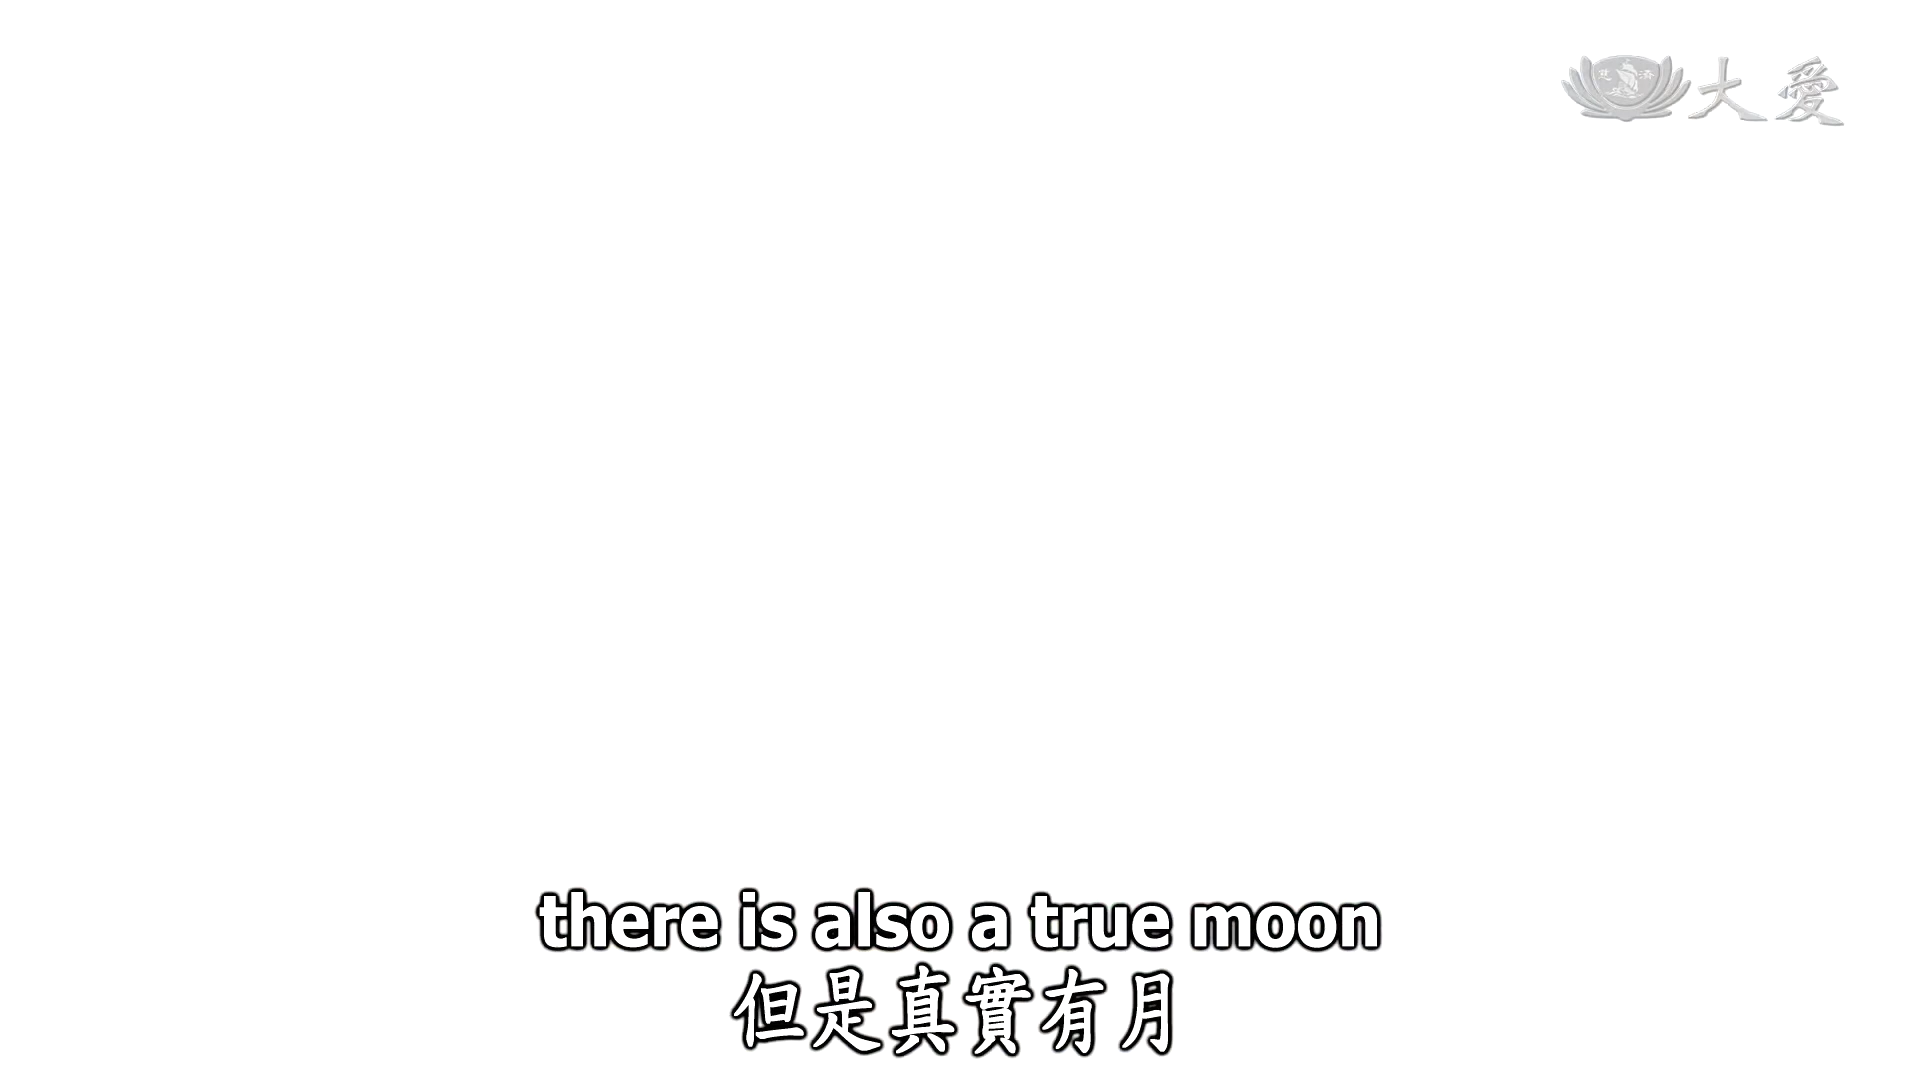 大愛
there is also a true moon
但是真實有月